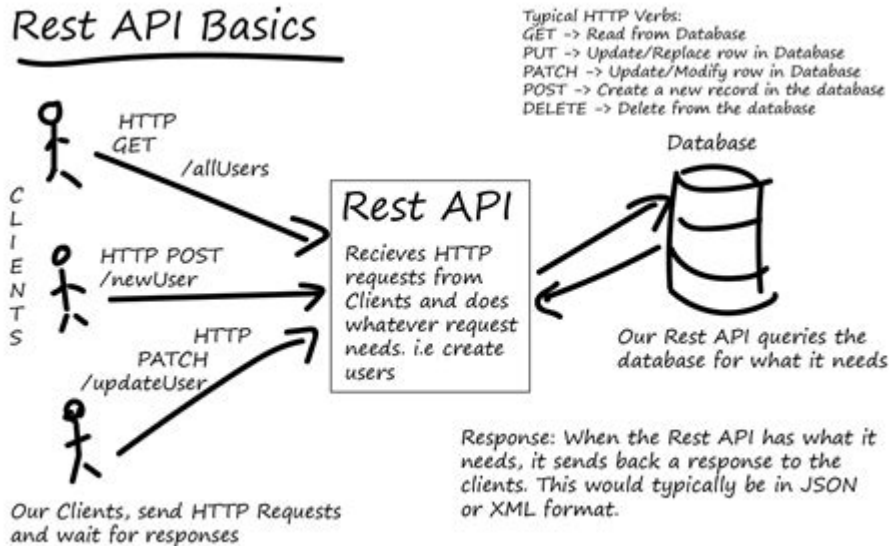 Rest API Basics
Typical HTTP Verbs:
GET -> Read from Database
PUT -> Update/Replace row in Database
PATCH -> Update/Modify row in Database
POST -> Create a new record in the database
DELETE -> Delete from the database
CLIENTS
HTTP
GET
/allUsers
HTTP POST
/newUser
HTTP
PATCH
/updateUser
Our Clients, send HTTP Requests
and wait for responses
Rest API
Recieves HTTP
requests from
Clients and does
whatever request
needs. i.e create
users
Database
Our Rest API queries the
database for what it needs
Response: When the Rest API has what it
needs, it sends back a response to the
clients. This would typically be in JSON
or XML format.